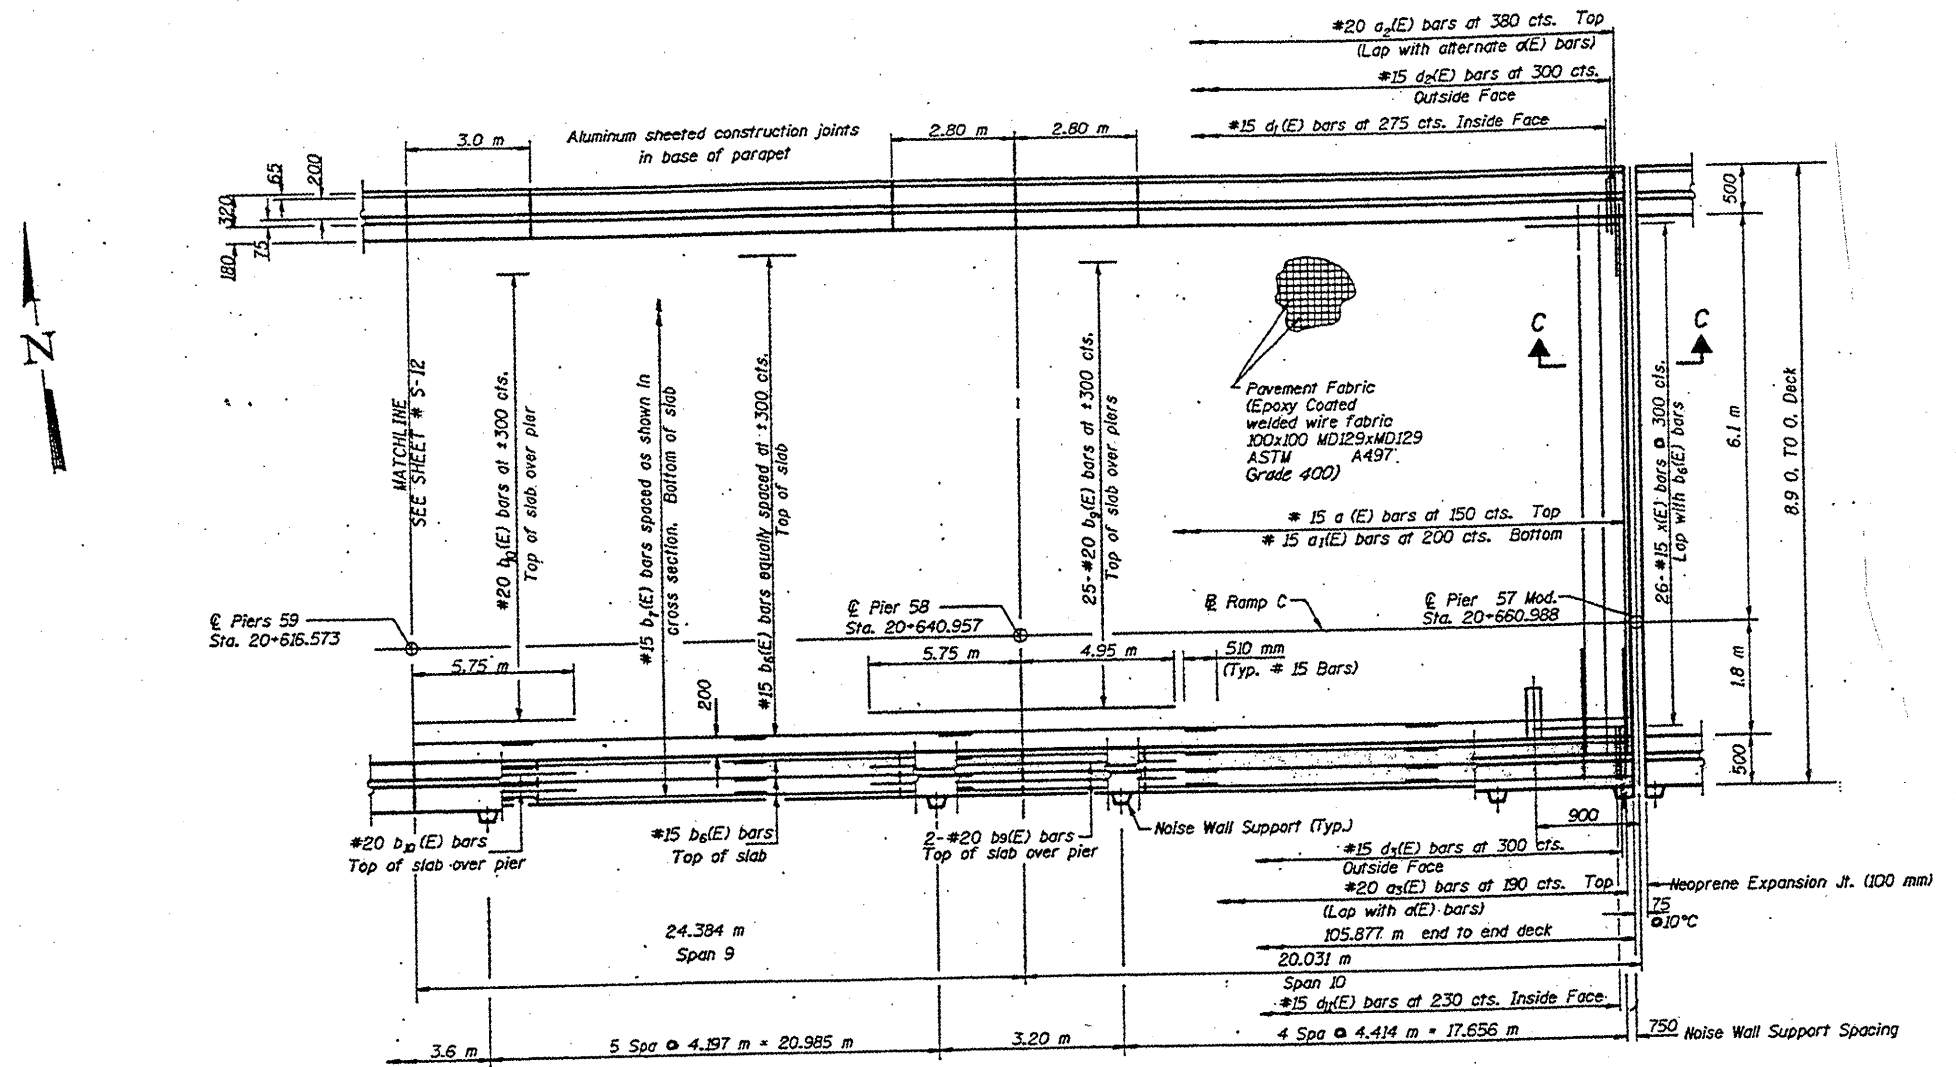 #20 a2(E) bars at 380 cts. Top
(Lap with alternate a(E) bars)
#15 d2(E) bars at 300 cts.
Outside Face
#15 d1(E) bars at 275 cts. Inside Face
3.0 m
Aluminum sheeted construction joints
in base of parapet
2.80 m
2.80 m
65
200
320
75
180
500
N
MATCHLINE
SEE SHEET # S-12
#20 b10(E) bars at ±300 cts.
Top of slab over pier
#15 b7(E) bars spaced as shown in
cross section. Bottom of slab
#15 b6(E) bars equally spaced at ±300 cts.
Top of slab
25-#20 b9(E) bars at ±300 cts.
Top of slab over piers
Pavement Fabric
(Epoxy Coated
welded wire fabric
100x100 MD129xMD129
ASTM A497
Grade 400)
C
C
26-#15 x(E) bars @ 300 cts.
Lap with b6(E) bars
6.1 m
8.9 O. TO O. Deck
# 15 a (E) bars at 150 cts. Top
# 15 a1(E) bars at 200 cts. Bottom
℄ Piers 59
Sta. 20+616.573
℄ Pier 58
Sta. 20+640.957
Ramp C
℄ Pier 57 Mod.
Sta. 20+660.988
5.75 m
5.75 m
4.95 m
510 mm
(Typ. # 15 Bars)
200
1.8 m
500
#20 b10 (E) bars
Top of slab over pier
#15 b6(E) bars
Top of slab
2-#20 b9(E) bars
Top of slab over pier
Noise Wall Support (Typ.)
900
#15 d3(E) bars at 300 cts.
Outside Face
#20 a3(E) bars at 190 cts. Top
(Lap with a(E) bars)
Neoprene Expansion Jt. (100 mm)
75
@10°C
105.877 m end to end deck
24.384 m
Span 9
20.031 m
Span 10
#15 d11(E) bars at 230 cts. Inside Face
3.6 m
5 Spa @ 4.197 m = 20.985 m
3.20 m
4 Spa @ 4.414 m = 17.656 m
750
Noise Wall Support Spacing